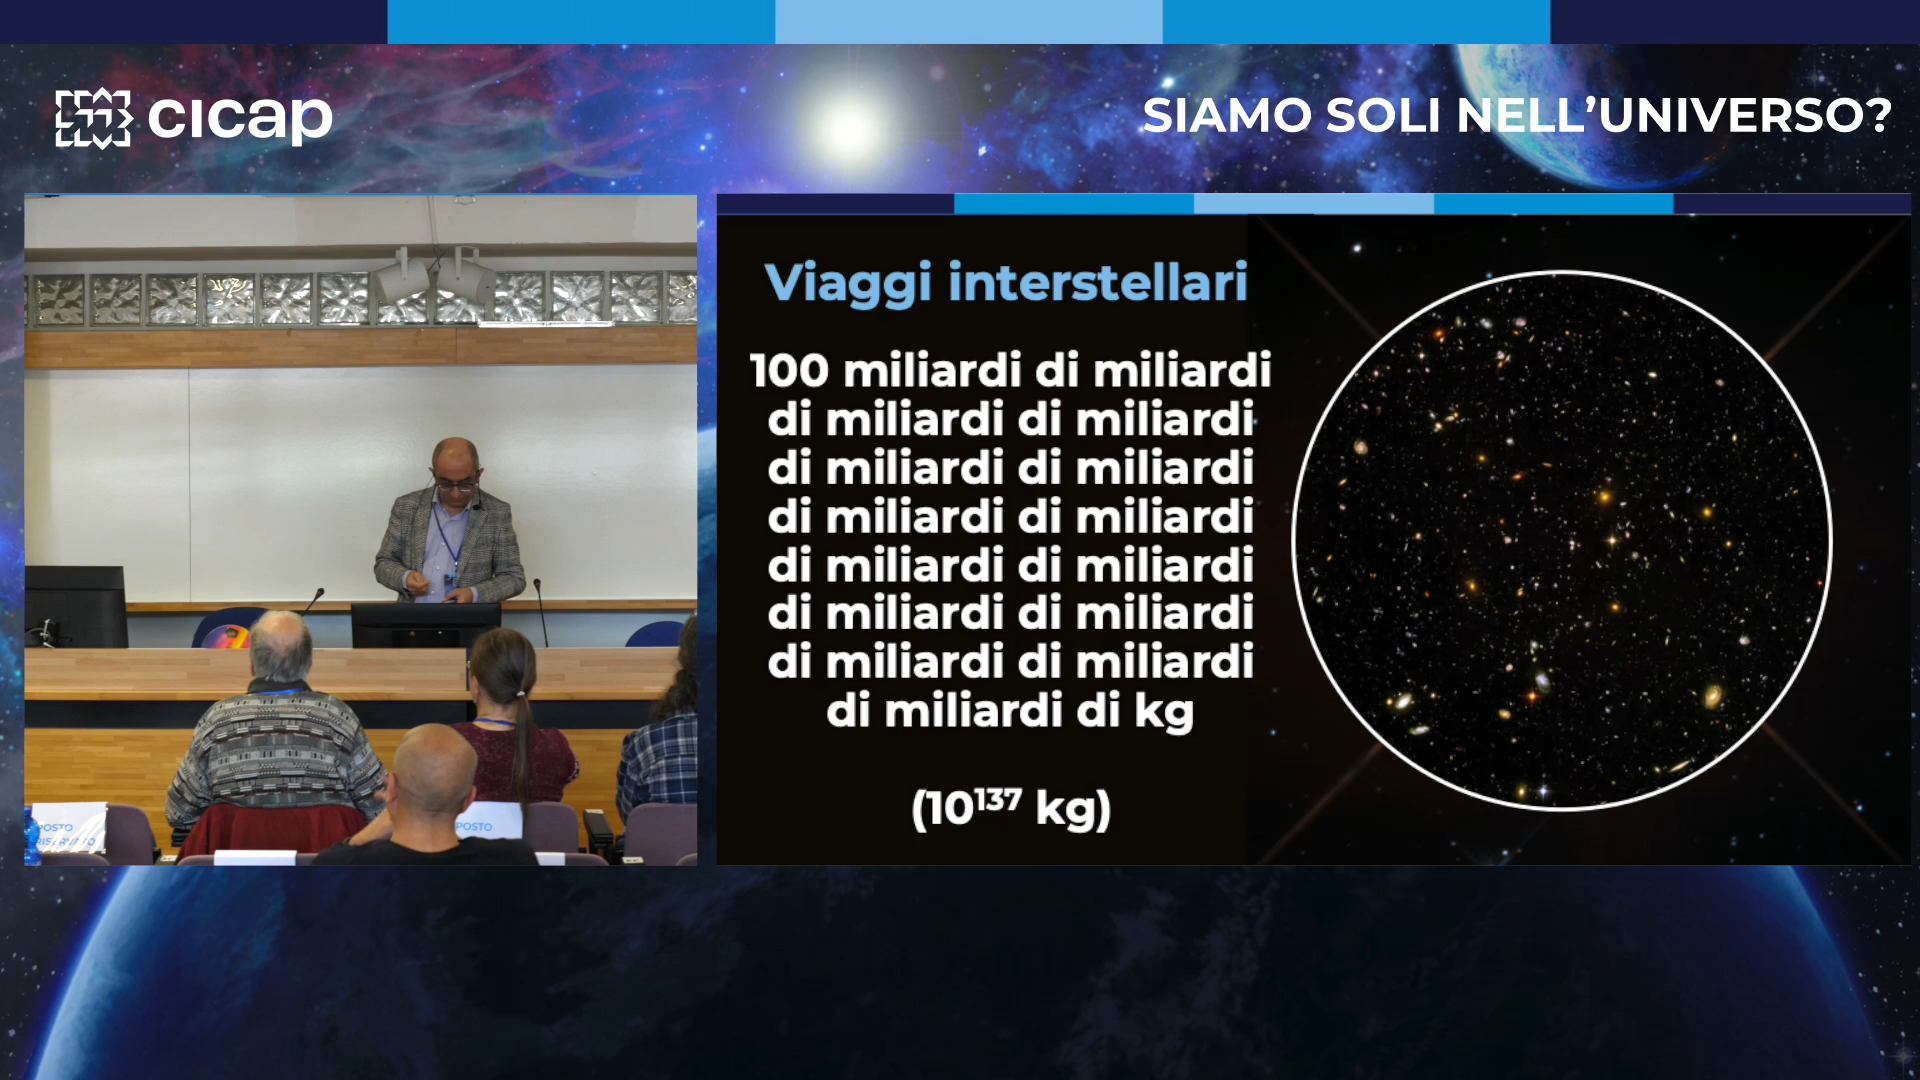 cicap
SIAMO SOLI NELL’UNIVERSO?
Viaggi interstellari
100 miliardi di miliardi
di miliardi di miliardi
di miliardi di miliardi
di miliardi di miliardi
di miliardi di miliardi
di miliardi di miliardi
di miliardi di miliardi
di miliardi di kg
(10¹³⁷ kg)
POSTO
RISERVATO
POSTO